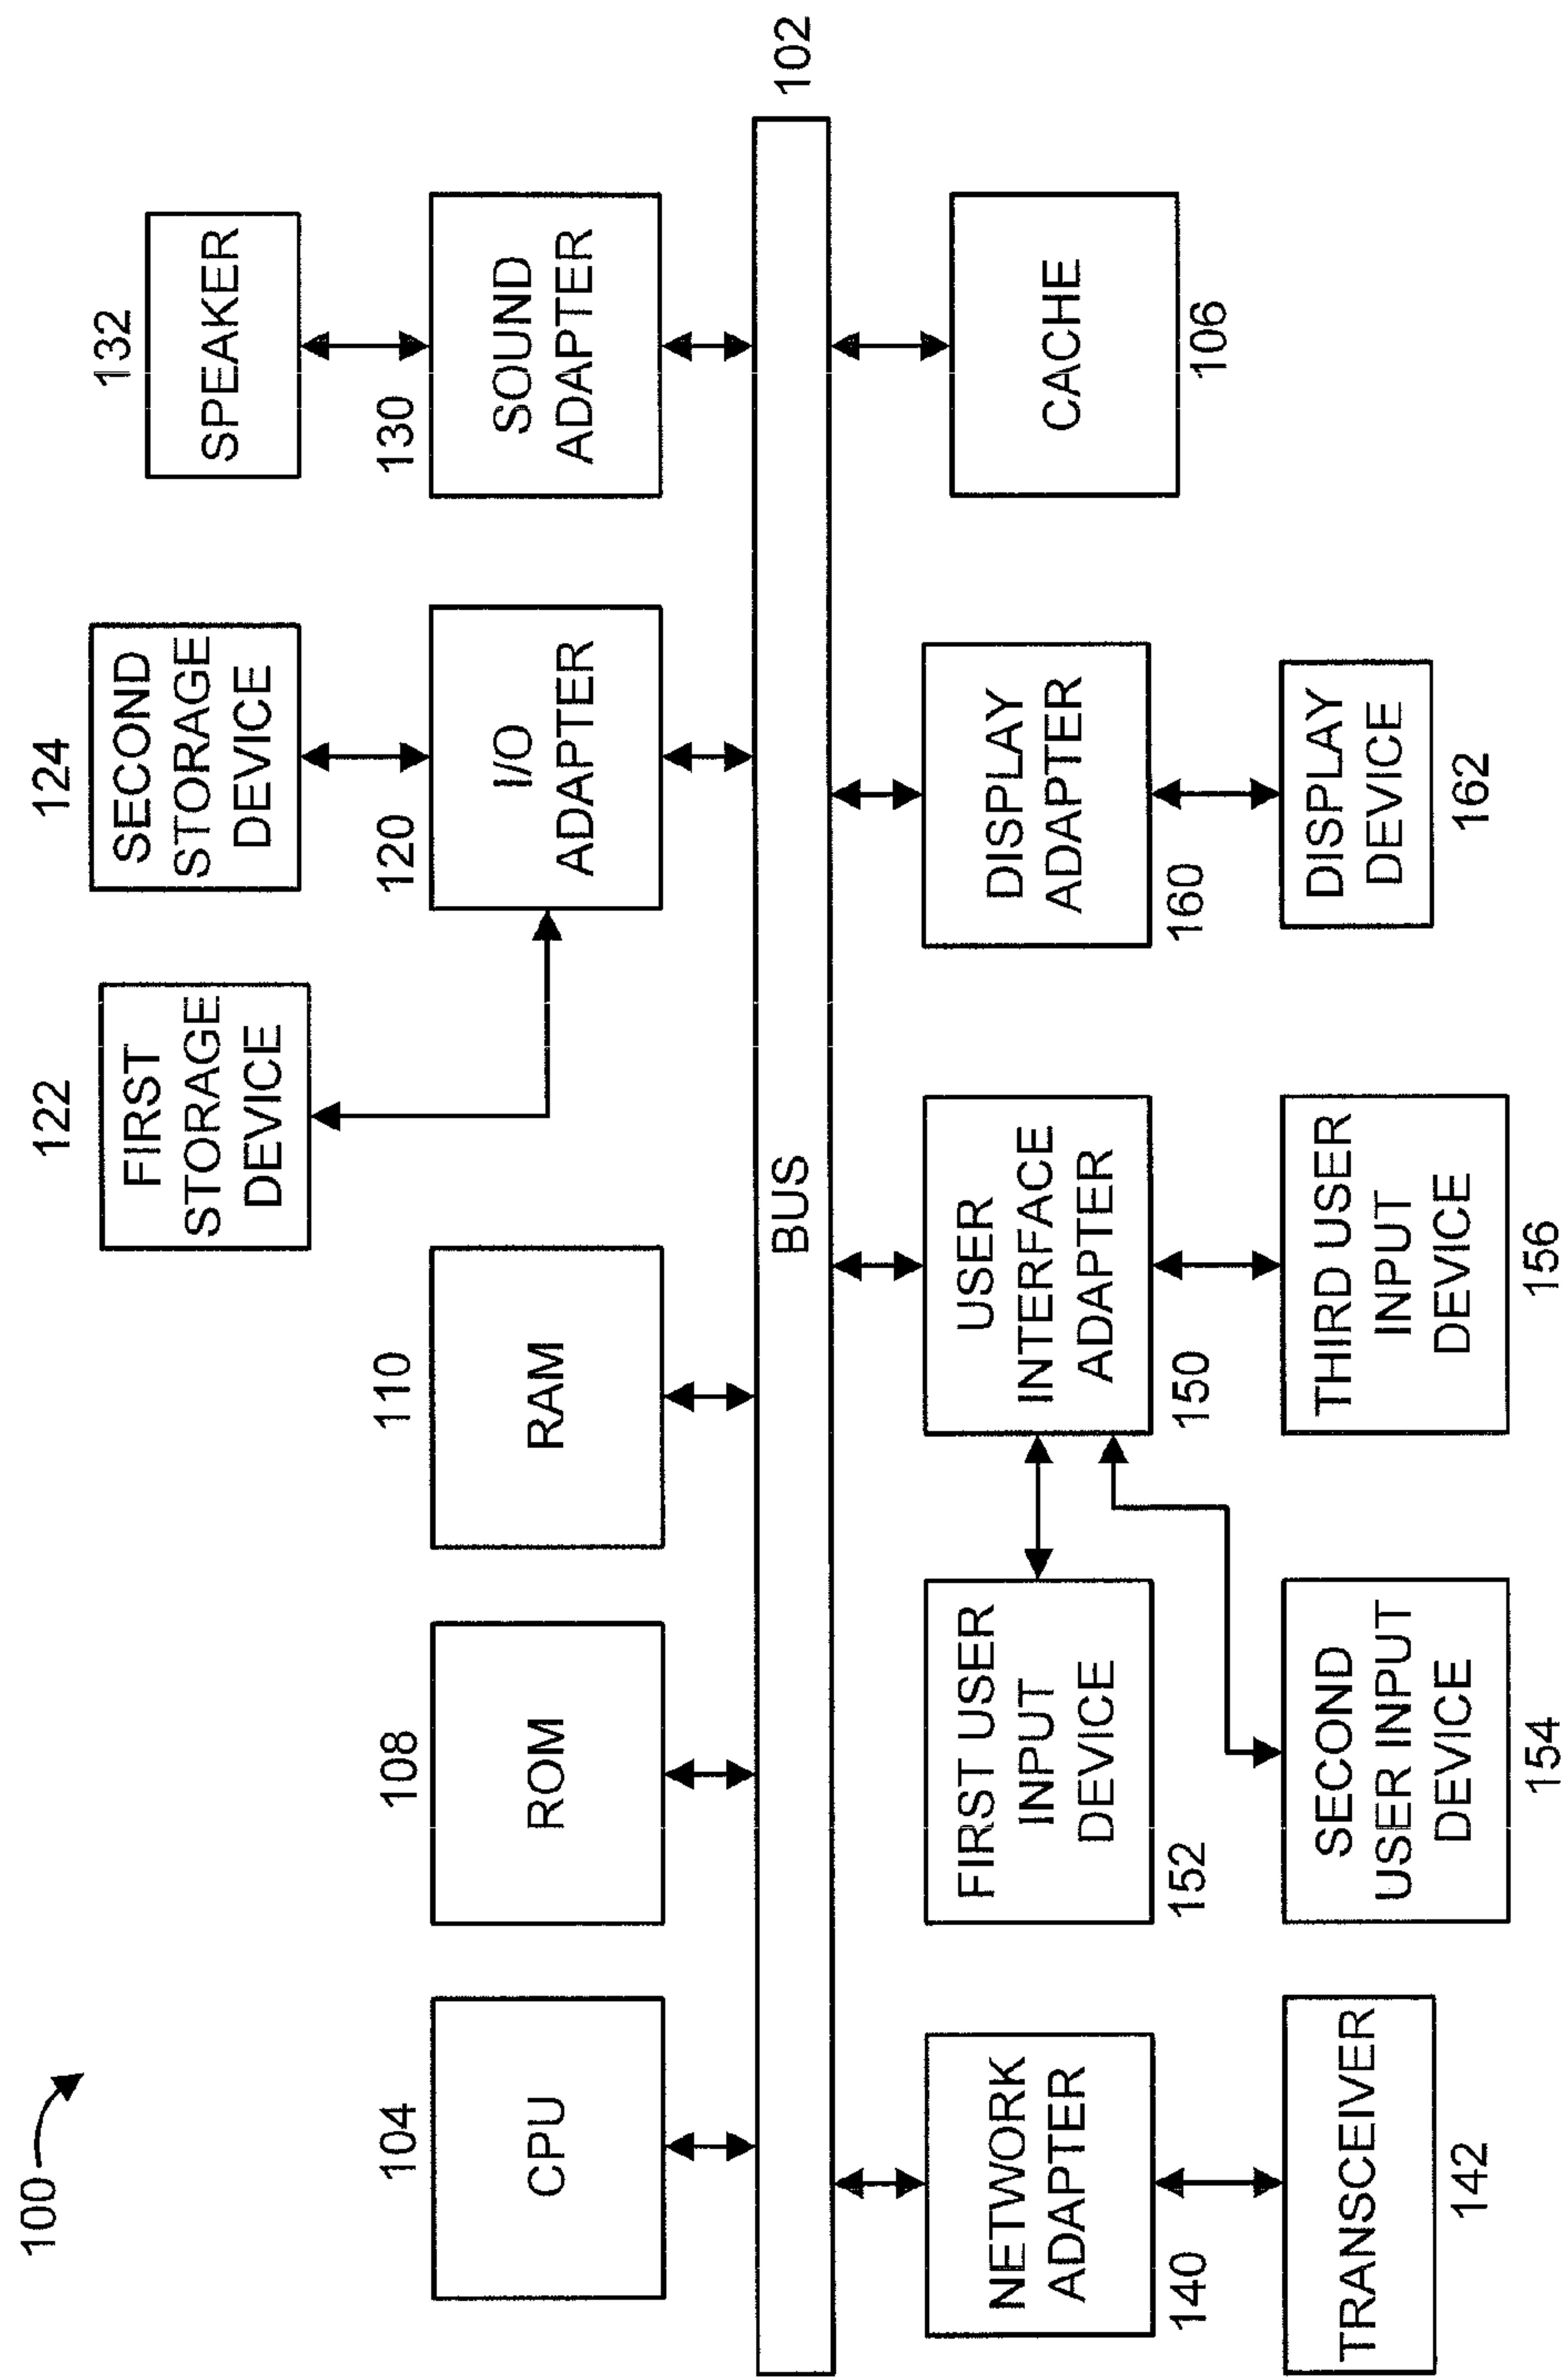 100
132
SPEAKER
124
SECOND
STORAGE
DEVICE
122
FIRST
STORAGE
DEVICE
104
CPU
108
ROM
110
RAM
120
I/O
ADAPTER
130
SOUND
ADAPTER
BUS
102
NETWORK
ADAPTER
140
FIRST USER
INPUT
DEVICE
152
USER
INTERFACE
ADAPTER
150
DISPLAY
ADAPTER
160
CACHE
106
TRANSCEIVER
142
SECOND
USER INPUT
DEVICE
154
THIRD USER
INPUT
DEVICE
156
DISPLAY
DEVICE
162